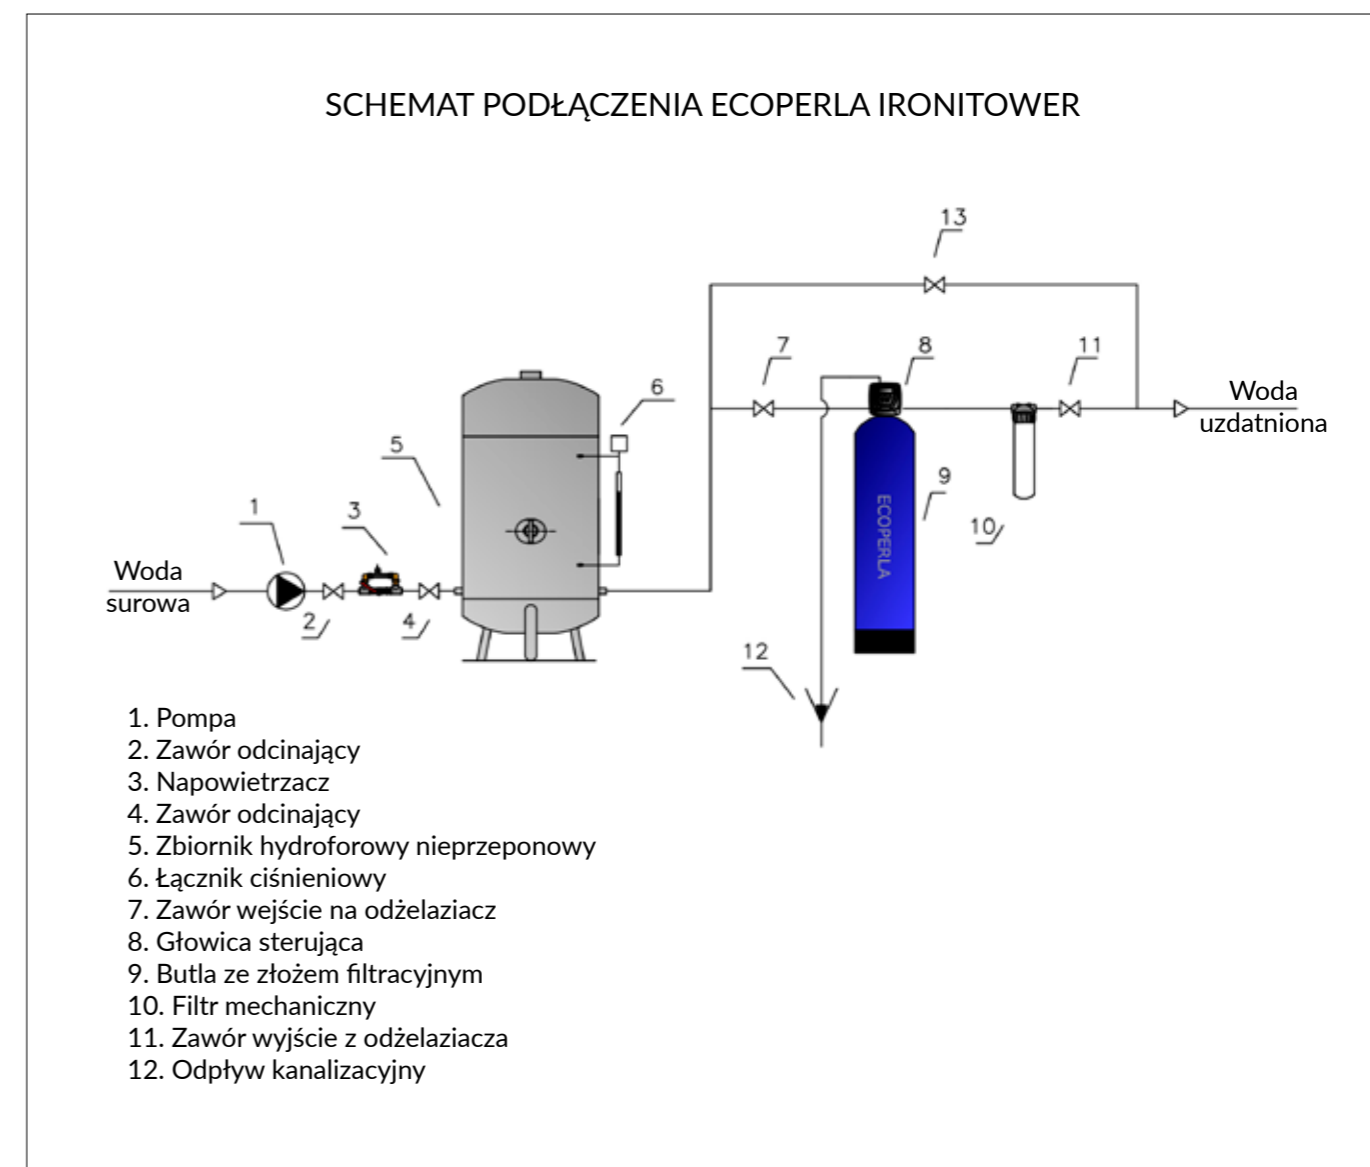 SCHEMAT PODŁĄCZENIA ECOPERLA IRONITOWER
13
7
8
11
Woda
uzdatniona
6
5
9
ECOPERLA
10
1
3
Woda
surowa
2
4
12
1. Pompa
2. Zawór odcinający
3. Napowietrzacz
4. Zawór odcinający
5. Zbiornik hydroforowy nieprzeponowy
6. Łącznik ciśnieniowy
7. Zawór wejście na odżelaziacz
8. Głowica sterująca
9. Butla ze złożem filtracyjnym
10. Filtr mechaniczny
11. Zawór wyjście z odżelaziacza
12. Odpływ kanalizacyjny